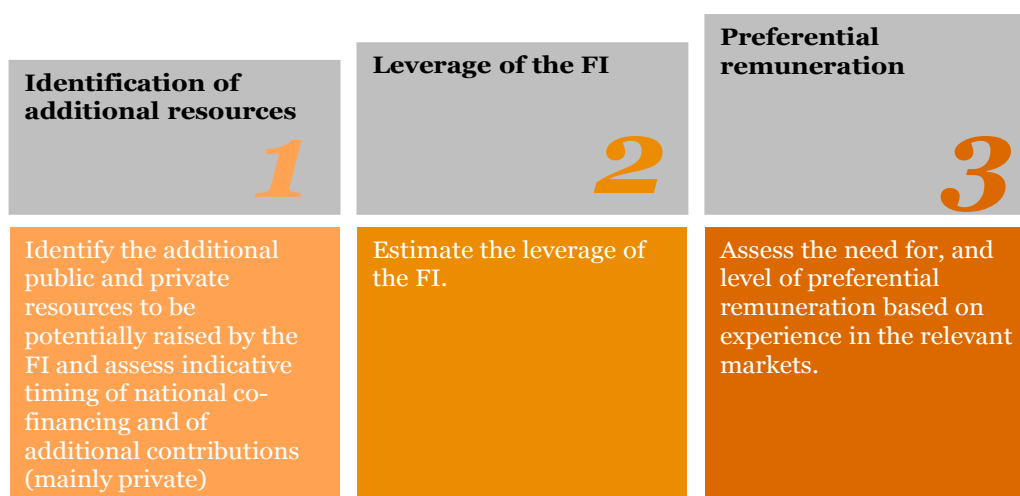 Identification of
additional resources
1
Identify the additional
public and private
resources to be
potentially raised by the
FI and assess indicative
timing of national co-
financing and of
additional contributions
(mainly private)
Leverage of the FI
2
Estimate the leverage of
the FI.
Preferential
remuneration
3
Assess the need for, and
level of preferential
remuneration based on
experience in the relevant
markets.